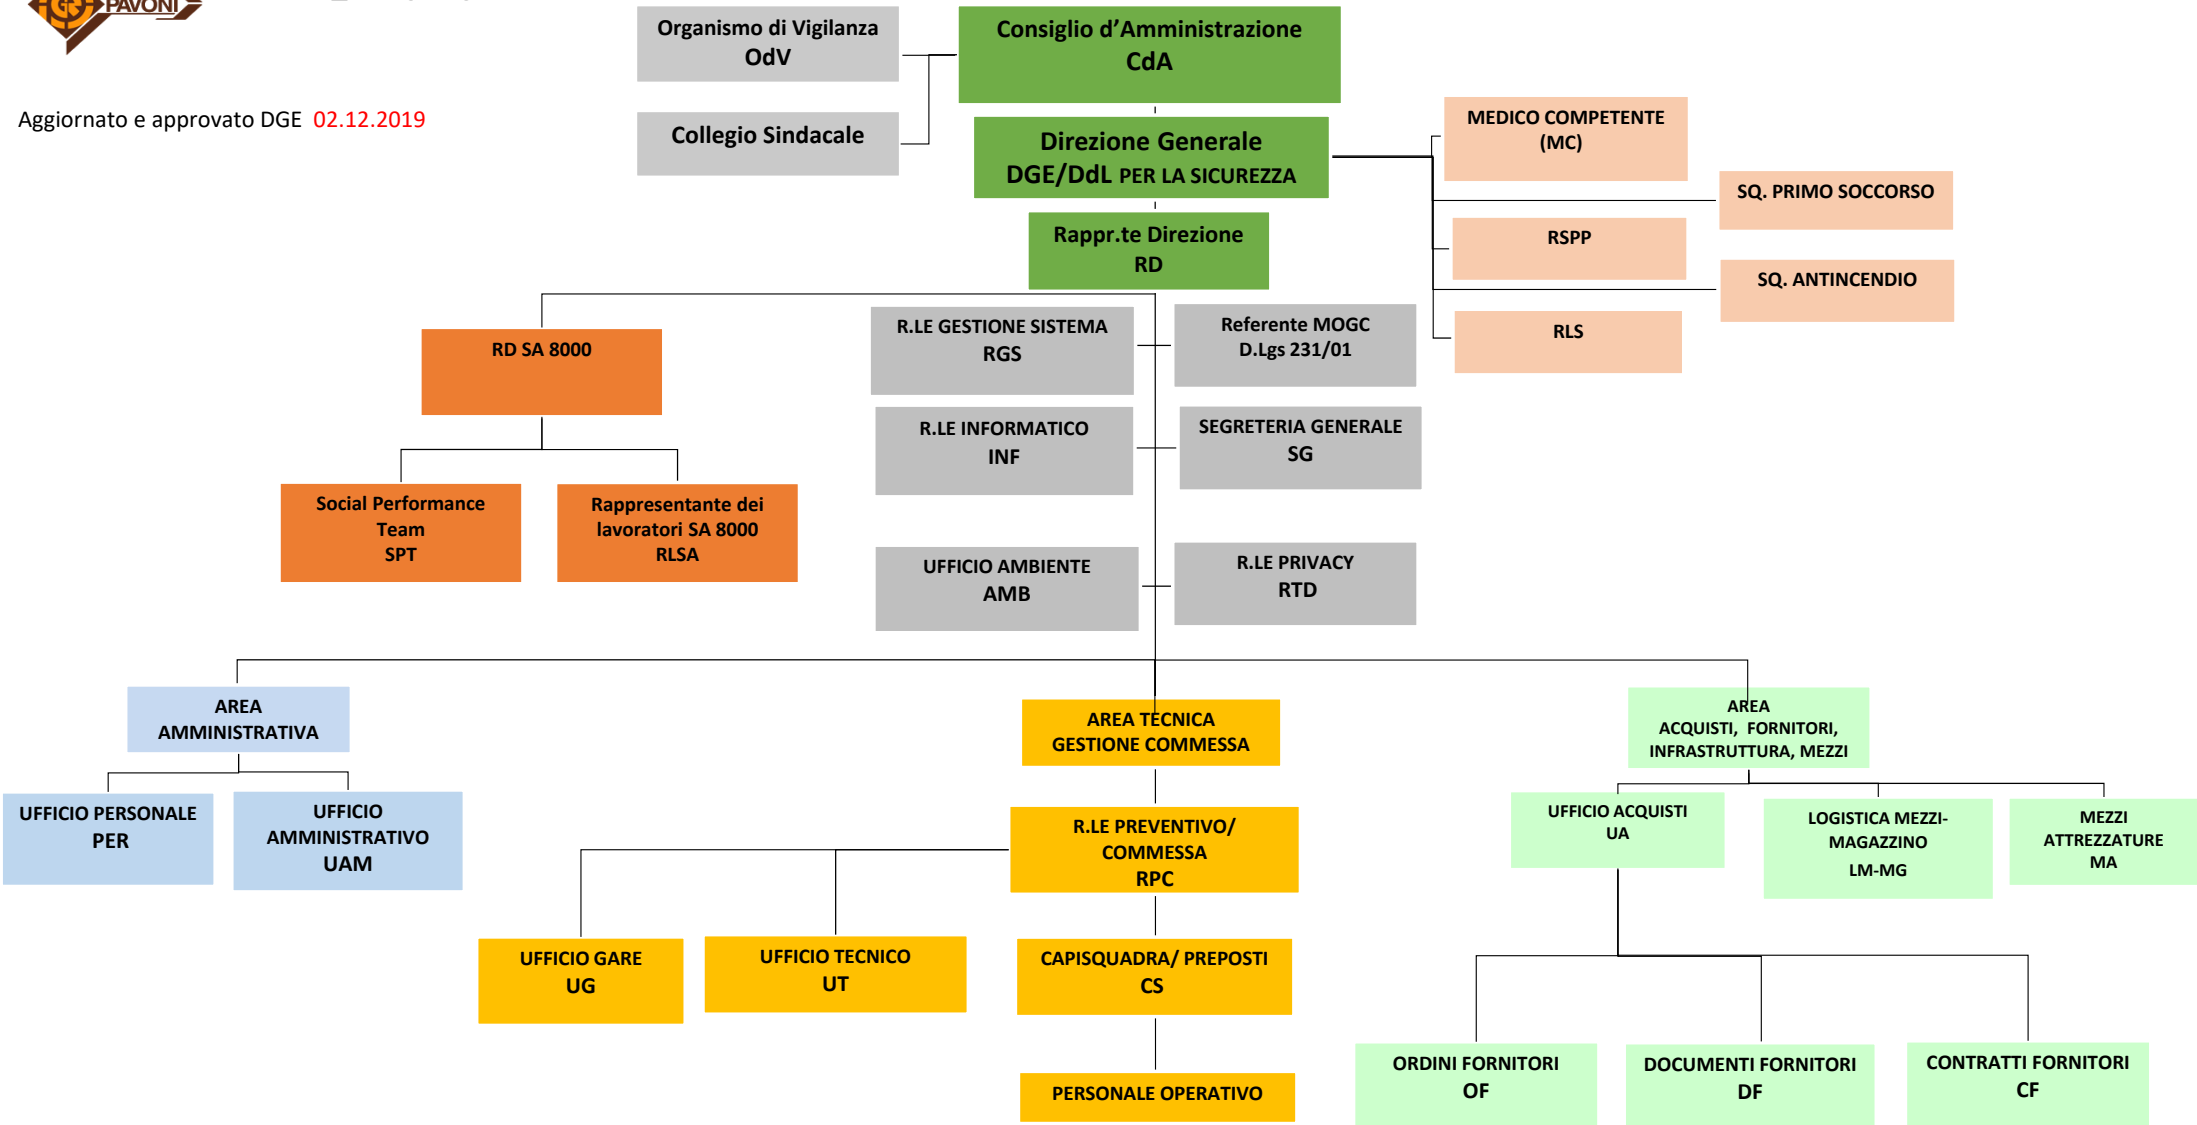 PAVONI
Organismo di Vigilanza
OdV
Consiglio d’Amministrazione
CdA
Aggiornato e approvato DGE 02.12.2019
Collegio Sindacale
Direzione Generale
DGE/DdL PER LA SICUREZZA
MEDICO COMPETENTE
(MC)
SQ. PRIMO SOCCORSO
Rappr.te Direzione
RD
RSPP
SQ. ANTINCENDIO
RLS
RD SA 8000
R.LE GESTIONE SISTEMA
RGS
Referente MOGC
D.Lgs 231/01
R.LE INFORMATICO
INF
SEGRETERIA GENERALE
SG
Social Performance
Team
SPT
Rappresentante dei
lavoratori SA 8000
RLSA
UFFICIO AMBIENTE
AMB
R.LE PRIVACY
RTD
AREA
AMMINISTRATIVA
AREA TECNICA
GESTIONE COMMESSA
AREA
ACQUISTI, FORNITORI,
INFRASTRUTTURA, MEZZI
UFFICIO PERSONALE
PER
UFFICIO
AMMINISTRATIVO
UAM
R.LE PREVENTIVO/
COMMESSA
RPC
UFFICIO ACQUISTI
UA
LOGISTICA MEZZI-
MAGAZZINO
LM-MG
MEZZI
ATTREZZATURE
MA
UFFICIO GARE
UG
UFFICIO TECNICO
UT
CAPISQUADRA/ PREPOSTI
CS
PERSONALE OPERATIVO
ORDINI FORNITORI
OF
DOCUMENTI FORNITORI
DF
CONTRATTI FORNITORI
CF